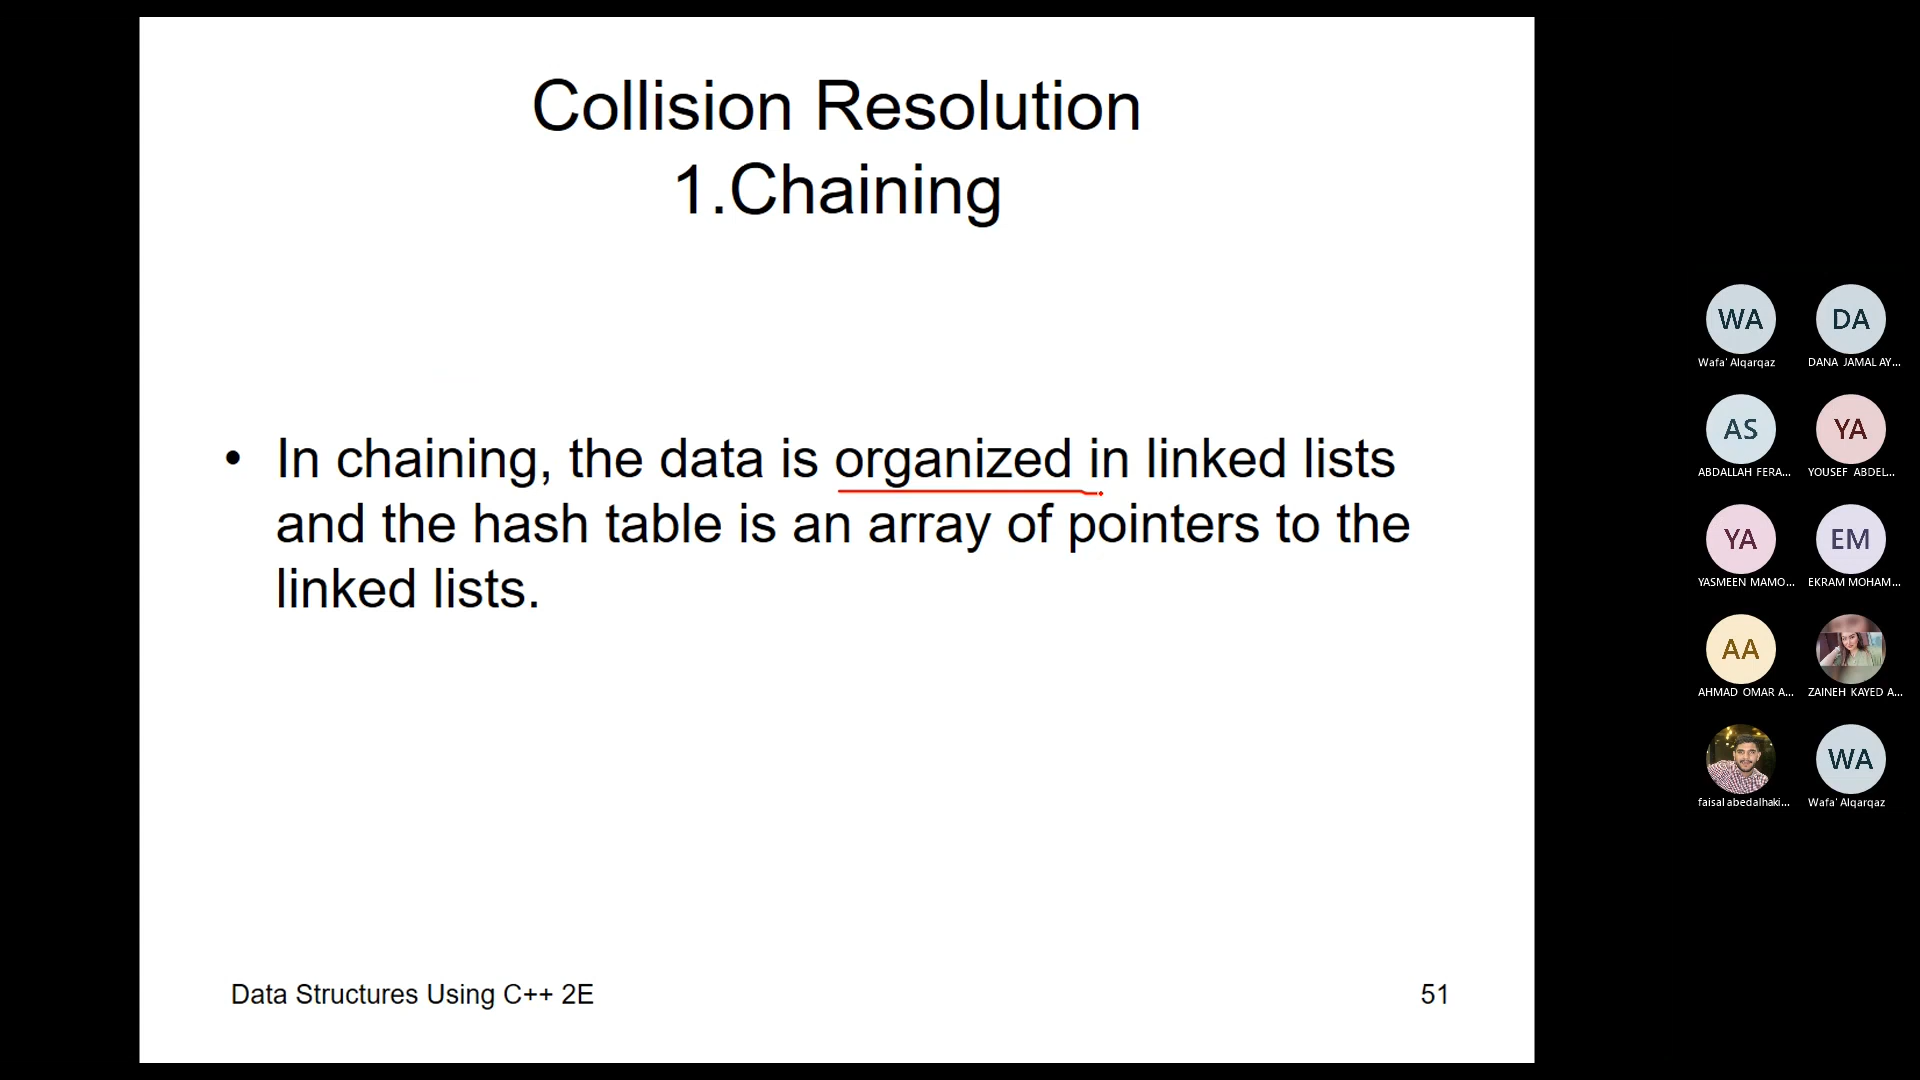 Collision Resolution
1.Chaining
• In chaining, the data is organized in linked lists
and the hash table is an array of pointers to the
linked lists.
Data Structures Using C++ 2E
51
WA
DA
Wafa' Alqarqaz
DANA JAMAL AY...
AS
YA
ABDALLAH FERA...
YOUSEF ABDEL...
YA
EM
YASMEEN MAMO...
EKRAM MOHAM...
AA
AHMAD OMAR A...
ZAINEH KAYED A...
WA
faisal abedalhaki...
Wafa' Alqarqaz